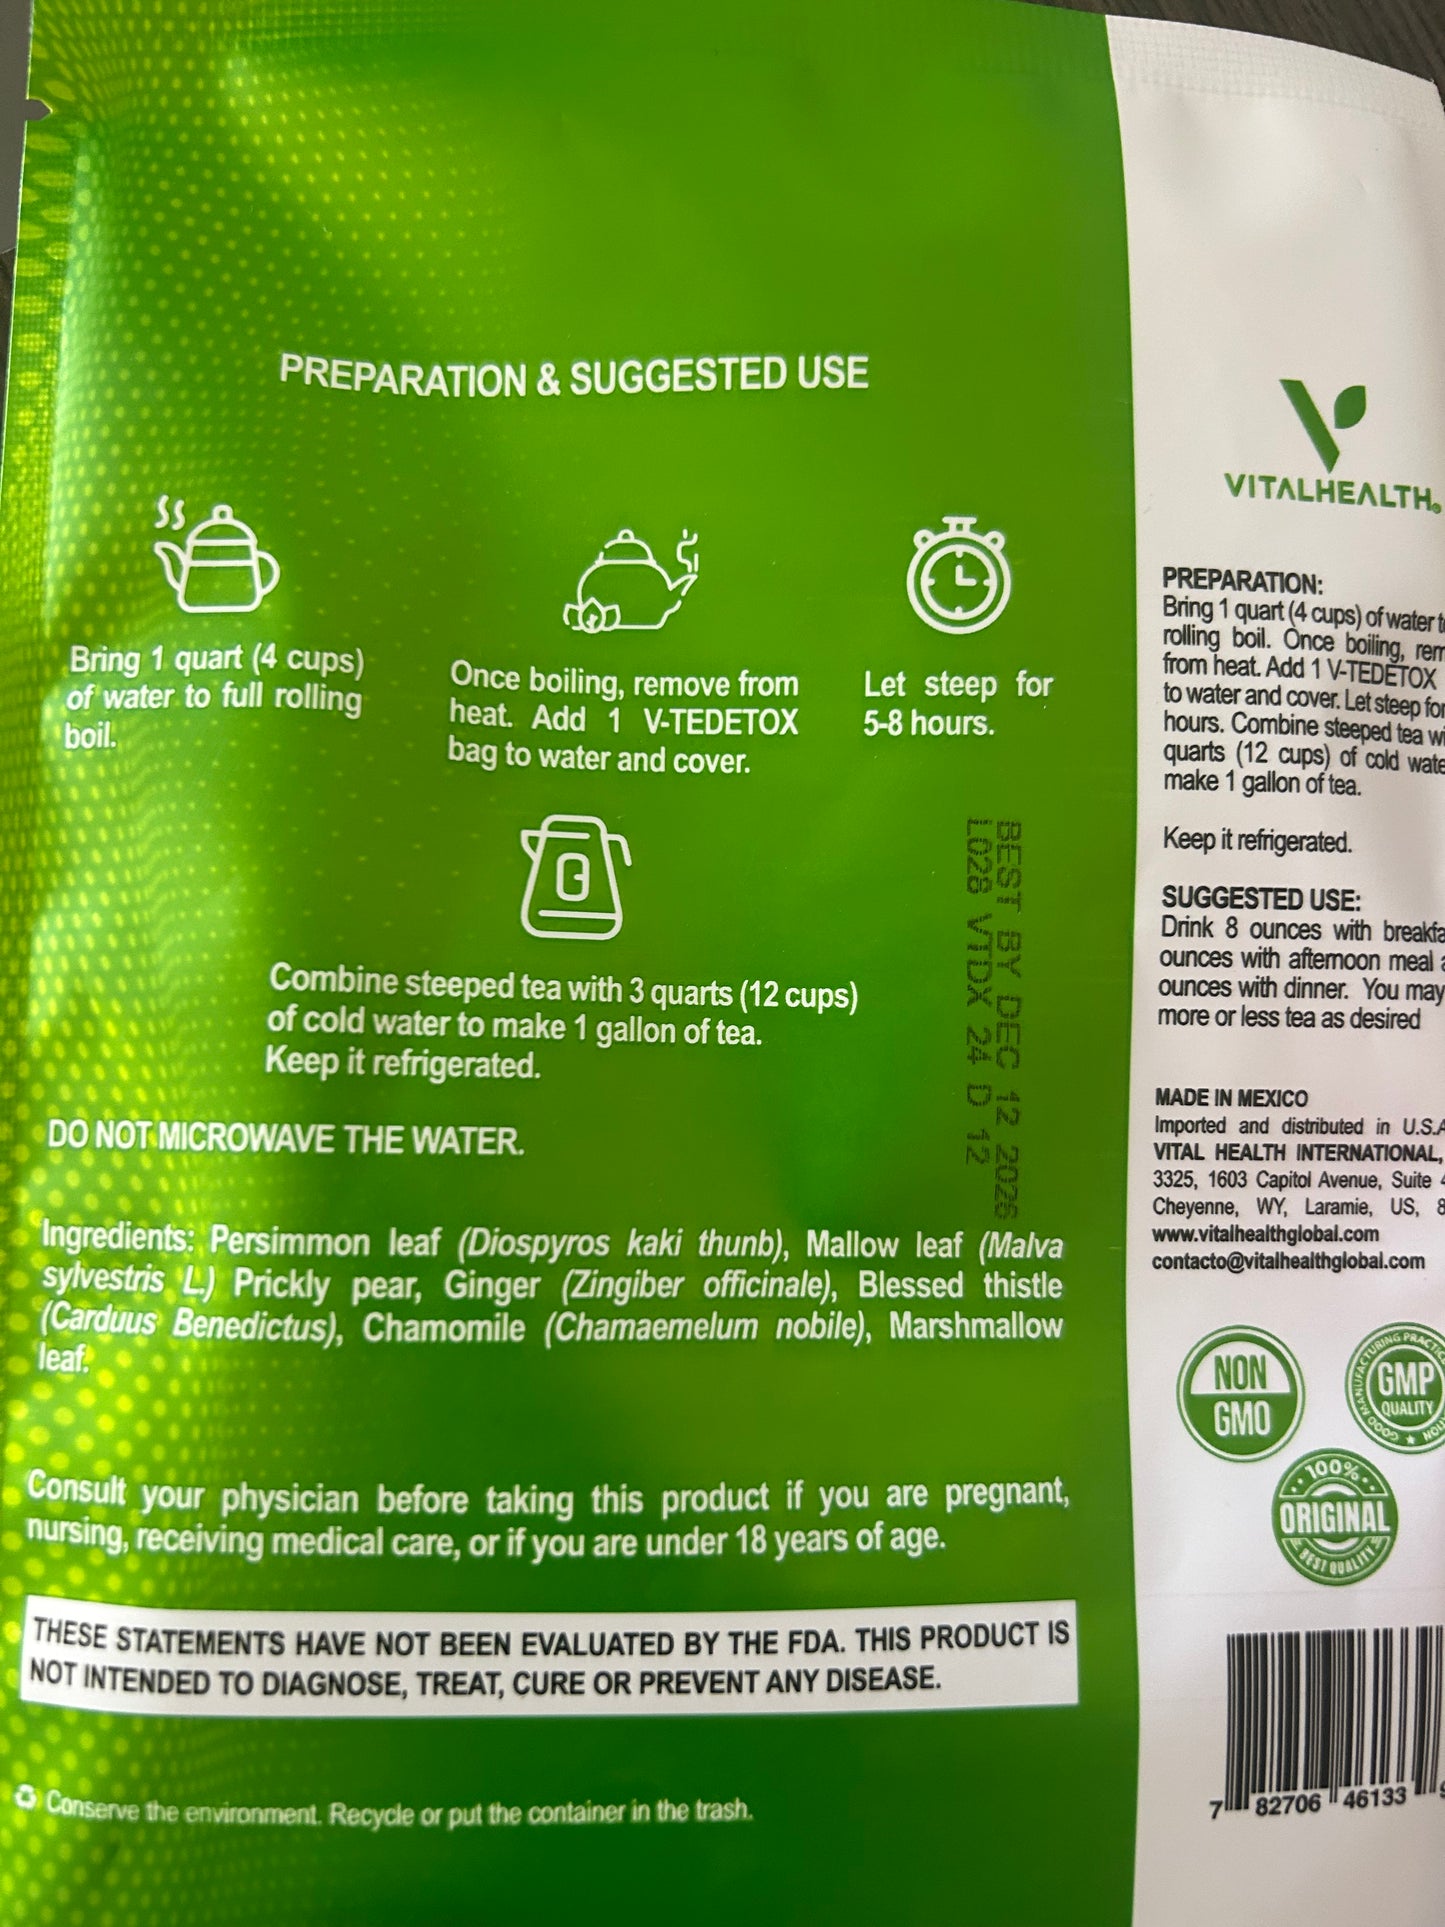 PREPARATION & SUGGESTED USE
Bring 1 quart (4 cups)
of water to full rolling
boil.
Once boiling, remove from
heat. Add 1 V-TEDETOX
bag to water and cover.
Let steep for
5-8 hours.
Combine steeped tea with 3 quarts (12 cups)
of cold water to make 1 gallon of tea.
Keep it refrigerated.
BEST BY DEC 12 2026
L028 VTDX 24 D 12
DO NOT MICROWAVE THE WATER.
Ingredients: Persimmon leaf (Diospyros kaki thunb), Mallow leaf (Malva
sylvestris L.) Prickly pear, Ginger (Zingiber officinale), Blessed thistle
(Carduus Benedictus), Chamomile (Chamaemelum nobile), Marshmallow
leaf.
Consult your physician before taking this product if you are pregnant,
nursing, receiving medical care, or if you are under 18 years of age.
THESE STATEMENTS HAVE NOT BEEN EVALUATED BY THE FDA. THIS PRODUCT IS
NOT INTENDED TO DIAGNOSE, TREAT, CURE OR PREVENT ANY DISEASE.
Conserve the environment. Recycle or put the container in the trash.
VITALHEALTH
PREPARATION:
Bring 1 quart (4 cups) of water
rolling boil. Once boiling,
from heat. Add 1 V-TEDETOX
to water and cover. Let steep for
hours. Combine steeped tea
quarts (12 cups) of cold
make 1 gallon of tea.
Keep it refrigerated.
SUGGESTED USE:
Drink 8 ounces with
ounces with afternoon meal
ounces with dinner. You may
more or less tea as desired
MADE IN MEXICO
Imported and distributed in
VITAL HEALTH INTERNATIONAL,
3325, 1603 Capitol Avenue, Suite
Cheyenne, WY, Laramie, US,
www.vitalhealthglobal.com
contacto@vitalhealthglobal.com
NON
GMO
GMP
QUALITY
GOOD MANUFACTURING
100%
ORIGINAL
BEST QUALITY
7 82706 46133